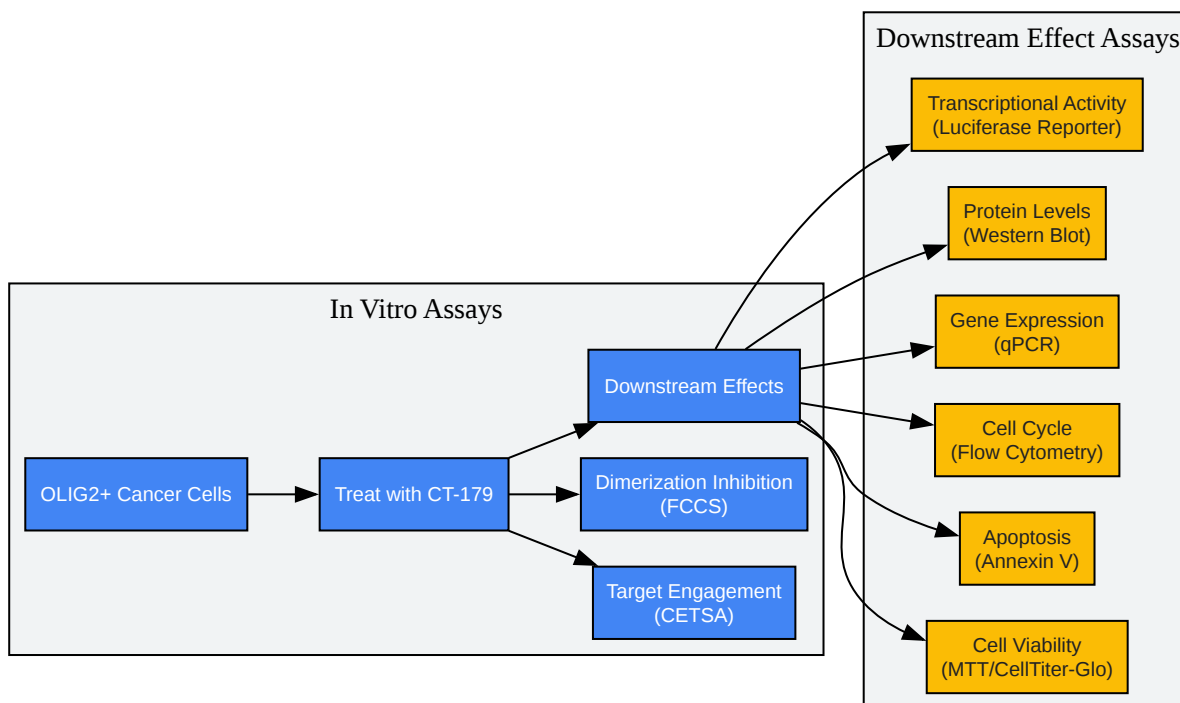 In Vitro Assays
OLIG2+ Cancer Cells
Treat with CT-179
Downstream Effects
Dimerization Inhibition
(FCCS)
Target Engagement
(CETSA)
Downstream Effect Assays
Transcriptional Activity
(Luciferase Reporter)
Protein Levels
(Western Blot)
Gene Expression
(qPCR)
Cell Cycle
(Flow Cytometry)
Apoptosis
(Annexin V)
Cell Viability
(MTT/CellTiter-Glo)